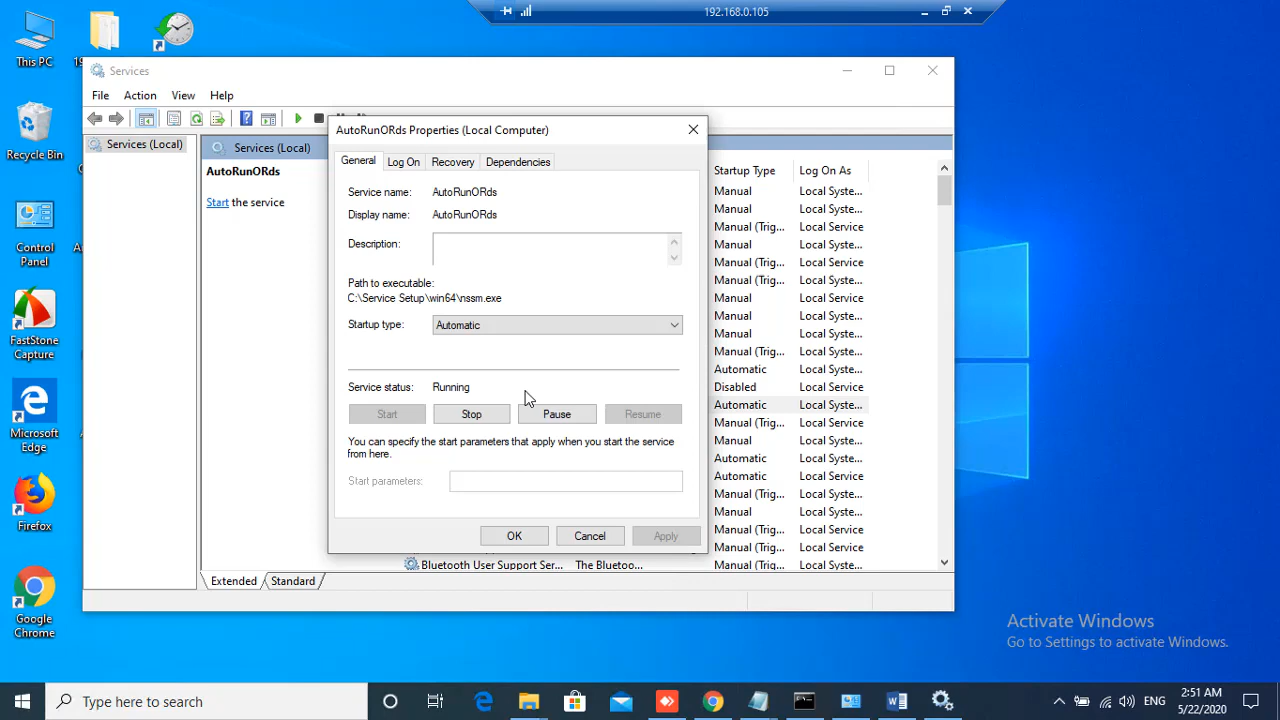 192.168.0.105
This PC
19
Recycle Bin
Control Panel
FastStone Capture
Microsoft Edge
Firefox
Google Chrome
Services
File Action View Help
Services (Local)
Services (Local)
AutoRunORds
Start the service
AutoRunORds Properties (Local Computer)
General Log On Recovery Dependencies
Service name: AutoRunORds
Display name: AutoRunORds
Description:
Path to executable:
C:\Service Setup\win64\nssm.exe
Startup type: Automatic
Service status: Running
Start Stop Pause Resume
You can specify the start parameters that apply when you start the service
from here.
Start parameters:
OK Cancel Apply
Startup Type Log On As
Manual Local Syste...
Manual Local Syste...
Manual (Trig... Local Service
Manual Local Syste...
Manual (Trig... Local Service
Manual (Trig... Local Syste...
Manual Local Service
Manual Local Syste...
Manual Local Syste...
Manual (Trig... Local Syste...
Automatic Local Syste...
Disabled Local Service
Automatic Local Syste...
Manual (Trig... Local Service
Manual Local Syste...
Automatic Local Syste...
Automatic Local Service
Manual (Trig... Local Syste...
Manual Local Syste...
Manual (Trig... Local Service
Manual (Trig... Local Service
Manual (Trig... Local Syste...
Bluetooth User Support Ser... The Bluetoo...
Extended Standard
Activate Windows
Go to Settings to activate Windows.
Type here to search
ENG
2:51 AM
5/22/2020